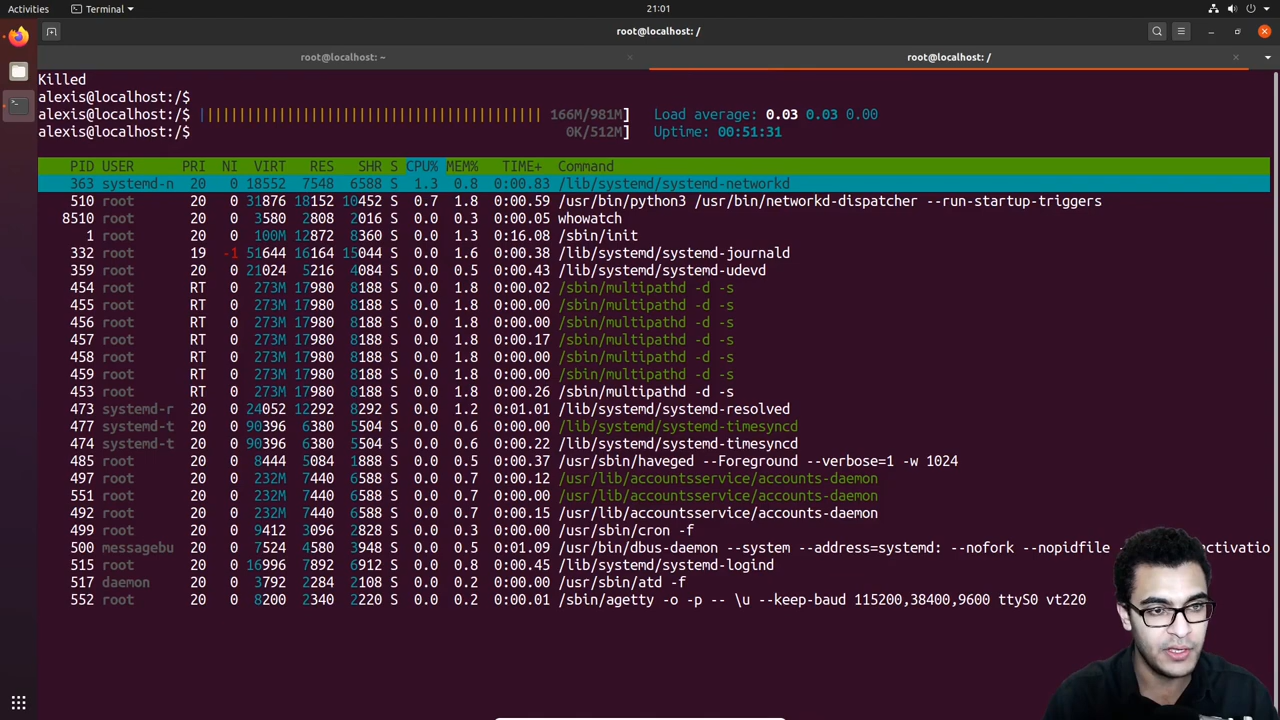 Activities Terminal 21:01
root@localhost: /
root@localhost: ~ root@localhost: /
Killed
alexis@localhost:/$
alexis@localhost:/$ 166M/981M] Load average: 0.03 0.03 0.00
alexis@localhost:/$ 0K/512M] Uptime: 00:51:31
PID USER PRI NI VIRT RES SHR S CPU% MEM% TIME+ Command
363 systemd-n 20 0 18552 7548 6588 S 1.3 0.8 0:00.83 /lib/systemd/systemd-networkd
510 root 20 0 31876 18152 10452 S 0.7 1.8 0:00.59 /usr/bin/python3 /usr/bin/networkd-dispatcher --run-startup-triggers
8510 root 20 0 3580 2808 2016 S 0.0 0.3 0:00.05 whowatch
1 root 20 0 100M 12872 8360 S 0.0 1.3 0:16.08 /sbin/init
332 root 19 -1 51644 16164 15044 S 0.0 1.6 0:00.38 /lib/systemd/systemd-journald
359 root 20 0 21024 5216 4084 S 0.0 0.5 0:00.43 /lib/systemd/systemd-udevd
454 root RT 0 273M 17980 8188 S 0.0 1.8 0:00.02 /sbin/multipathd -d -s
455 root RT 0 273M 17980 8188 S 0.0 1.8 0:00.00 /sbin/multipathd -d -s
456 root RT 0 273M 17980 8188 S 0.0 1.8 0:00.00 /sbin/multipathd -d -s
457 root RT 0 273M 17980 8188 S 0.0 1.8 0:00.17 /sbin/multipathd -d -s
458 root RT 0 273M 17980 8188 S 0.0 1.8 0:00.00 /sbin/multipathd -d -s
459 root RT 0 273M 17980 8188 S 0.0 1.8 0:00.00 /sbin/multipathd -d -s
453 root RT 0 273M 17980 8188 S 0.0 1.8 0:00.26 /sbin/multipathd -d -s
473 systemd-r 20 0 24052 12292 8292 S 0.0 1.2 0:01.01 /lib/systemd/systemd-resolved
477 systemd-t 20 0 90396 6380 5504 S 0.0 0.6 0:00.00 /lib/systemd/systemd-timesyncd
474 systemd-t 20 0 90396 6380 5504 S 0.0 0.6 0:00.22 /lib/systemd/systemd-timesyncd
485 root 20 0 8444 5084 1888 S 0.0 0.5 0:00.37 /usr/sbin/haveged --Foreground --verbose=1 -w 1024
497 root 20 0 232M 7440 6588 S 0.0 0.7 0:00.12 /usr/lib/accountsservice/accounts-daemon
551 root 20 0 232M 7440 6588 S 0.0 0.7 0:00.00 /usr/lib/accountsservice/accounts-daemon
492 root 20 0 232M 7440 6588 S 0.0 0.7 0:00.15 /usr/lib/accountsservice/accounts-daemon
499 root 20 0 9412 3096 2828 S 0.0 0.3 0:00.00 /usr/sbin/cron -f
500 messagebu 20 0 7524 4580 3948 S 0.0 0.5 0:01.09 /usr/bin/dbus-daemon --system --address=systemd: --nofork --nopidfile
515 root 20 0 16996 7892 6912 S 0.0 0.8 0:00.45 /lib/systemd/systemd-logind
517 daemon 20 0 3792 2284 2108 S 0.0 0.2 0:00.00 /usr/sbin/atd -f
552 root 20 0 8200 2340 2220 S 0.0 0.2 0:00.01 /sbin/agetty -o -p -- \u --keep-baud 115200,38400,9600 ttyS0 vt220